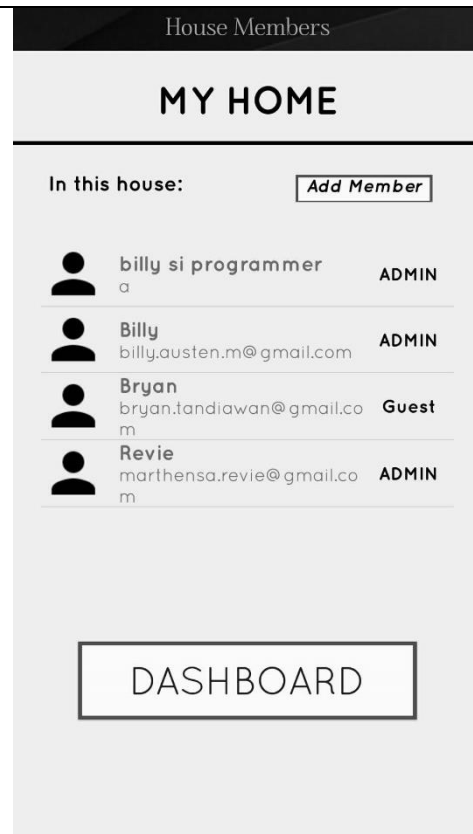 House Members
MY HOME
In this house:
Add Member
billy si programmer
a
ADMIN
Billy
billy.austen.m@gmail.com
ADMIN
Bryan
bryan.tandiawan@gmail.co
m
Guest
Revie
marthensa.revie@gmail.co
m
ADMIN
DASHBOARD